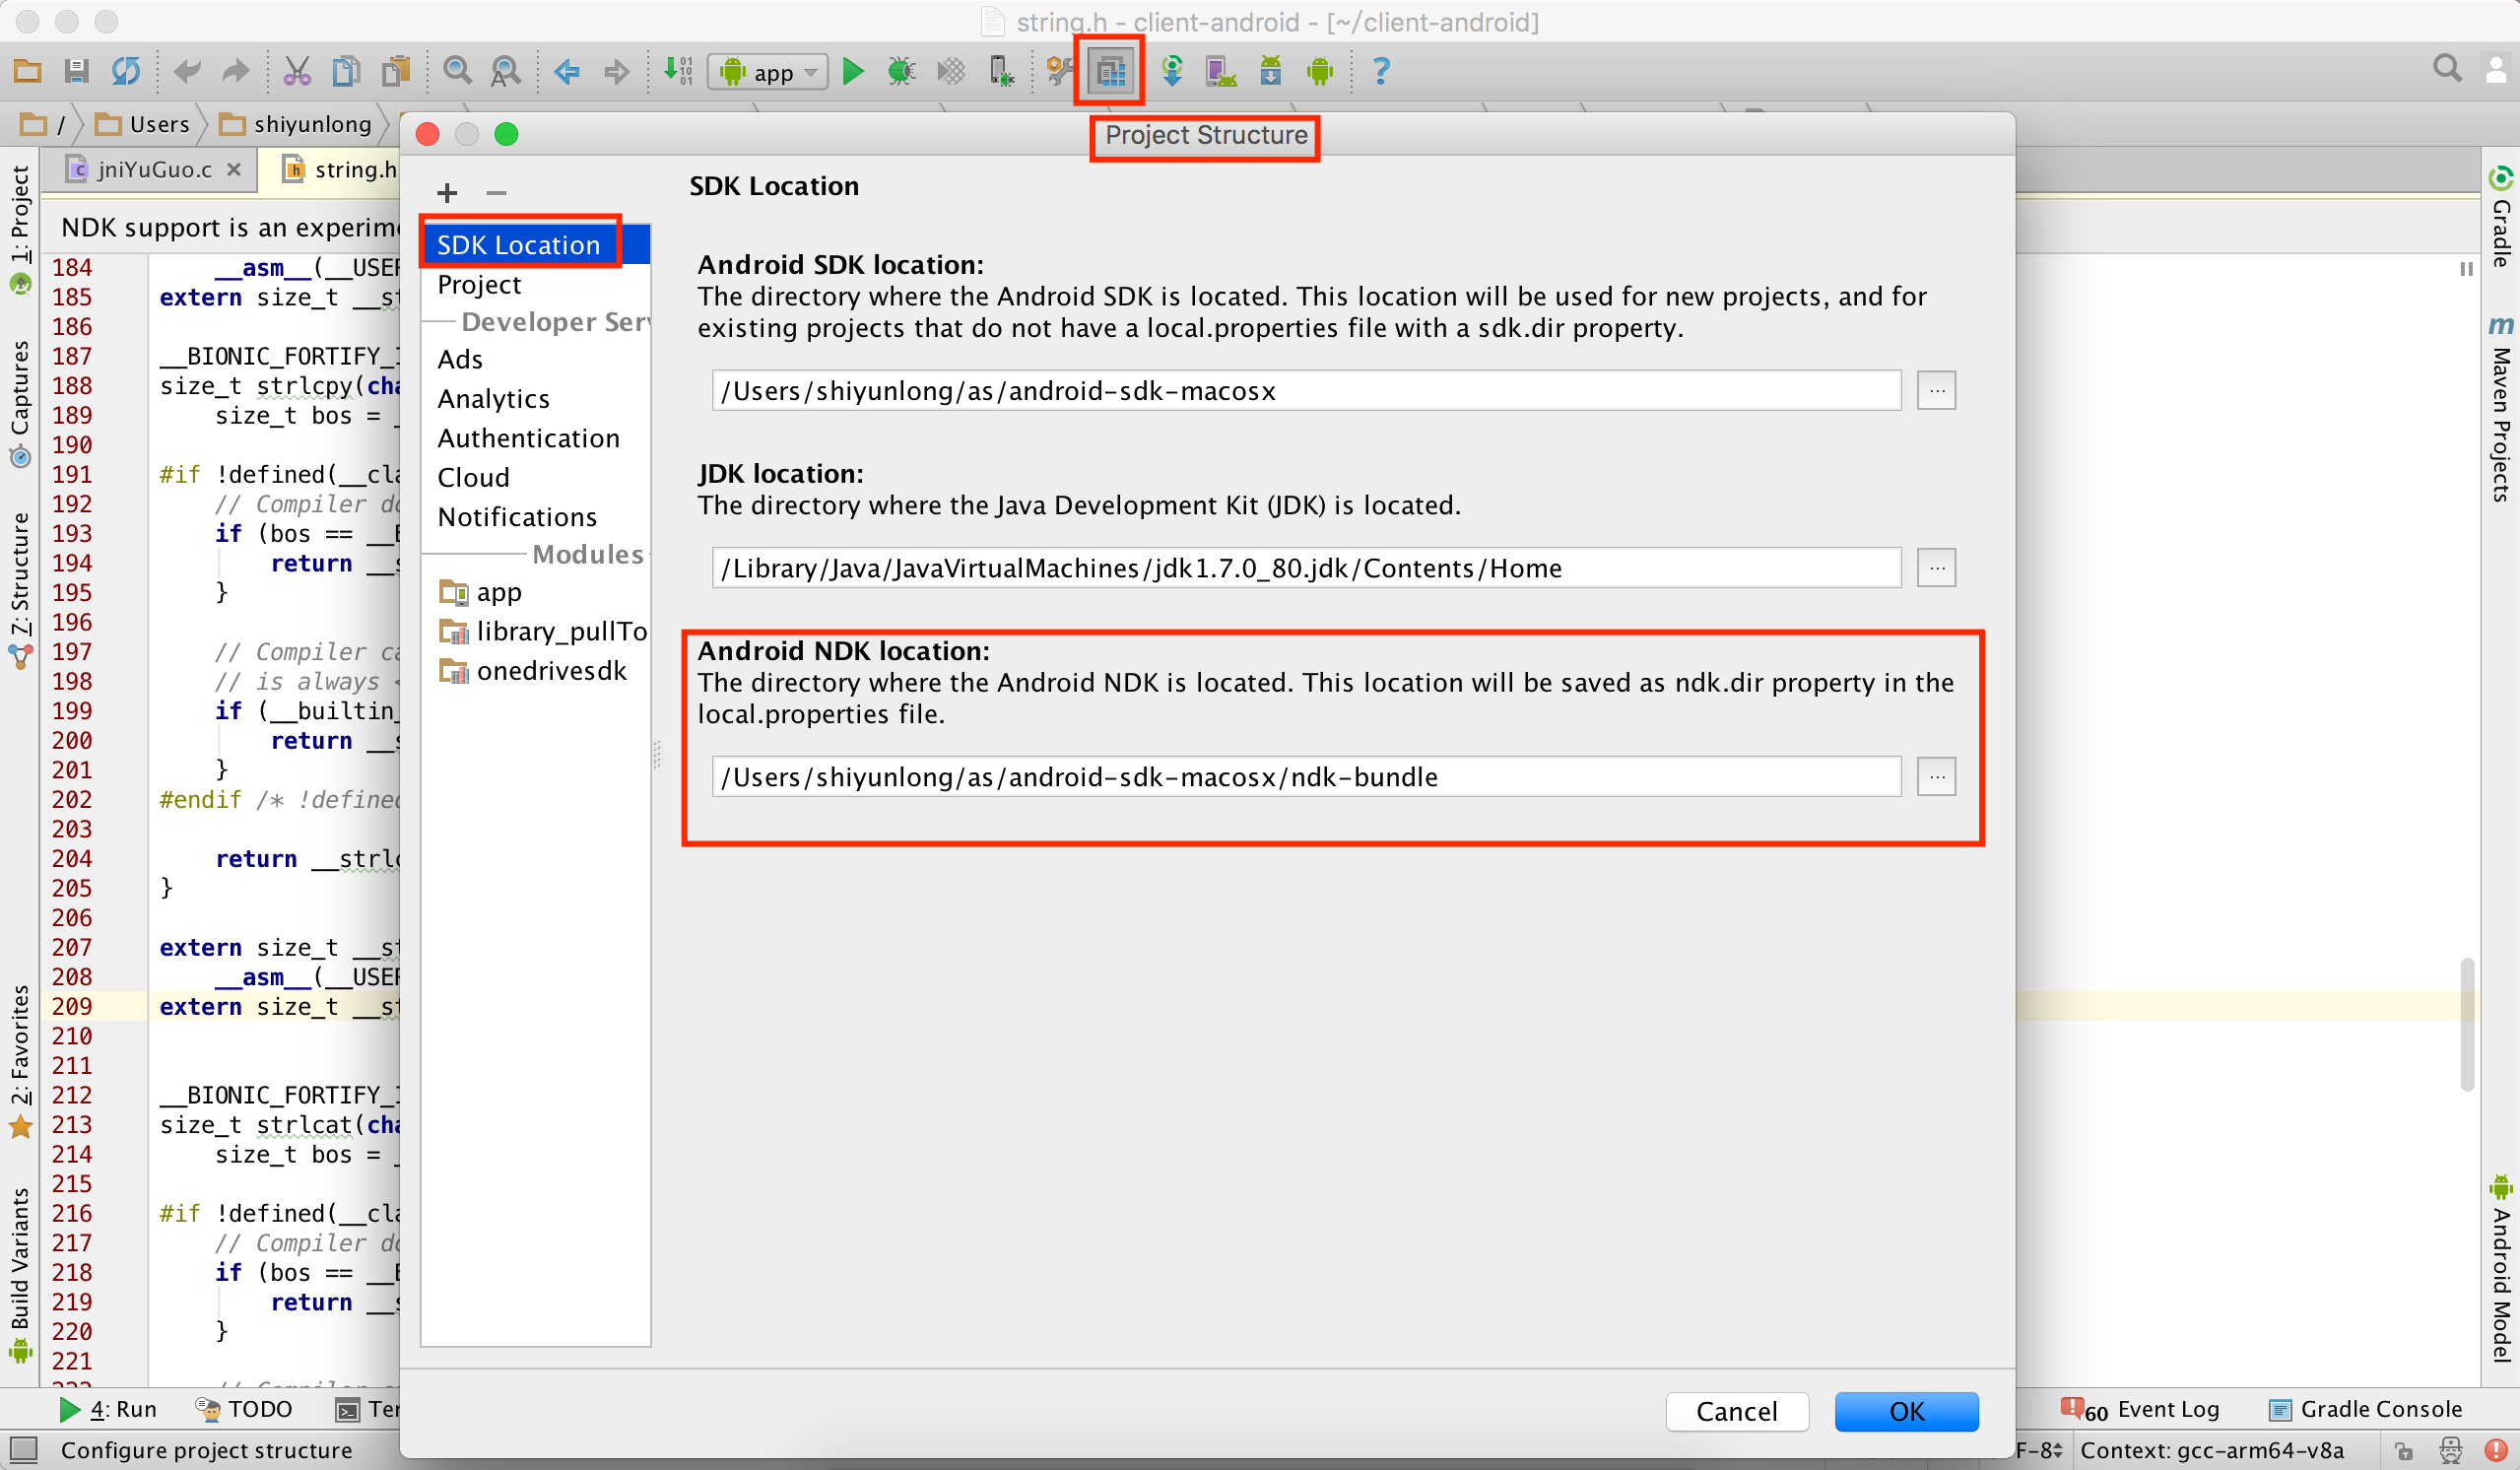 string.h - client-android - [~/client-android]
app
/ Users shiyunlong
jniYuGuo.c
string.h
NDK support is an experim
184 __asm__(__USER
185 extern size_t __st
186
187 __BIONIC_FORTIFY_I
188 size_t strlcpy(cha
189 size_t bos = _
190
191 #if !defined(__cla
192 // Compiler do
193 if (bos == __B
194 return __s
195 }
196
197 // Compiler ca
198 // is always <
199 if (__builtin_
200 return __s
201 }
202 #endif /* !defined
203
204 return __strlc
205 }
206
207 extern size_t __st
208 __asm__(__USER
209 extern size_t __st
210
211
212 __BIONIC_FORTIFY_I
213 size_t strlcat(cha
214 size_t bos = _
215
216 #if !defined(__cla
217 // Compiler do
218 if (bos == __B
219 return __s
220 }
221
1: Project
Captures
7: Structure
2: Favorites
Build Variants
Project Structure
SDK Location
Project
Developer Serv
Ads
Analytics
Authentication
Cloud
Notifications
Modules
app
library_pullTo
onedrivesdk
SDK Location
Android SDK location:
The directory where the Android SDK is located. This location will be used for new projects, and for
existing projects that do not have a local.properties file with a sdk.dir property.
/Users/shiyunlong/as/android-sdk-macosx
...
JDK location:
The directory where the Java Development Kit (JDK) is located.
/Library/Java/JavaVirtualMachines/jdk1.7.0_80.jdk/Contents/Home
...
Android NDK location:
The directory where the Android NDK is located. This location will be saved as ndk.dir property in the
local.properties file.
/Users/shiyunlong/as/android-sdk-macosx/ndk-bundle
...
Cancel
OK
Gradle
Maven Projects
Android Model
4: Run
TODO
Ter
60 Event Log
Gradle Console
Configure project structure
F-8
Context: gcc-arm64-v8a